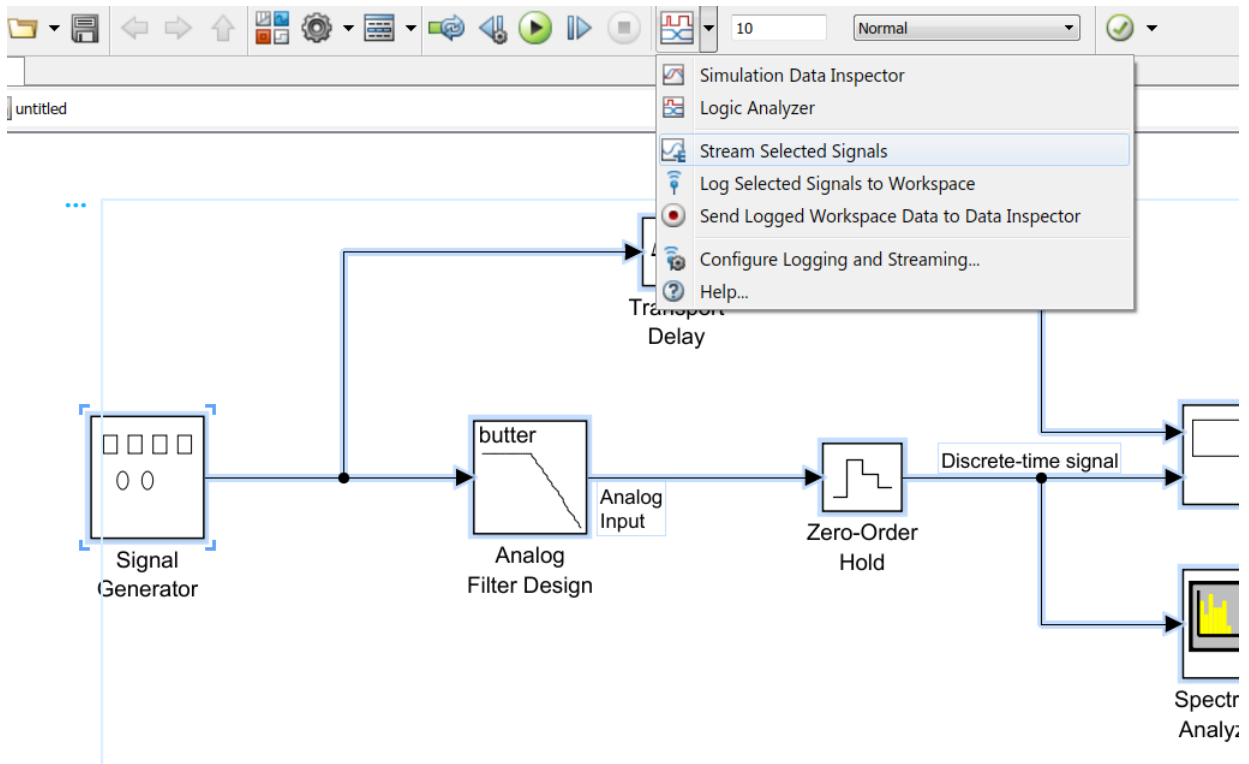 10
Normal
Simulation Data Inspector
Logic Analyzer
untitled
Stream Selected Signals
Log Selected Signals to Workspace
Send Logged Workspace Data to Data Inspector
Configure Logging and Streaming...
Help...
Transport
Delay
butter
Discrete-time signal
Analog
Input
Zero-Order
Hold
Signal
Generator
Analog
Filter Design